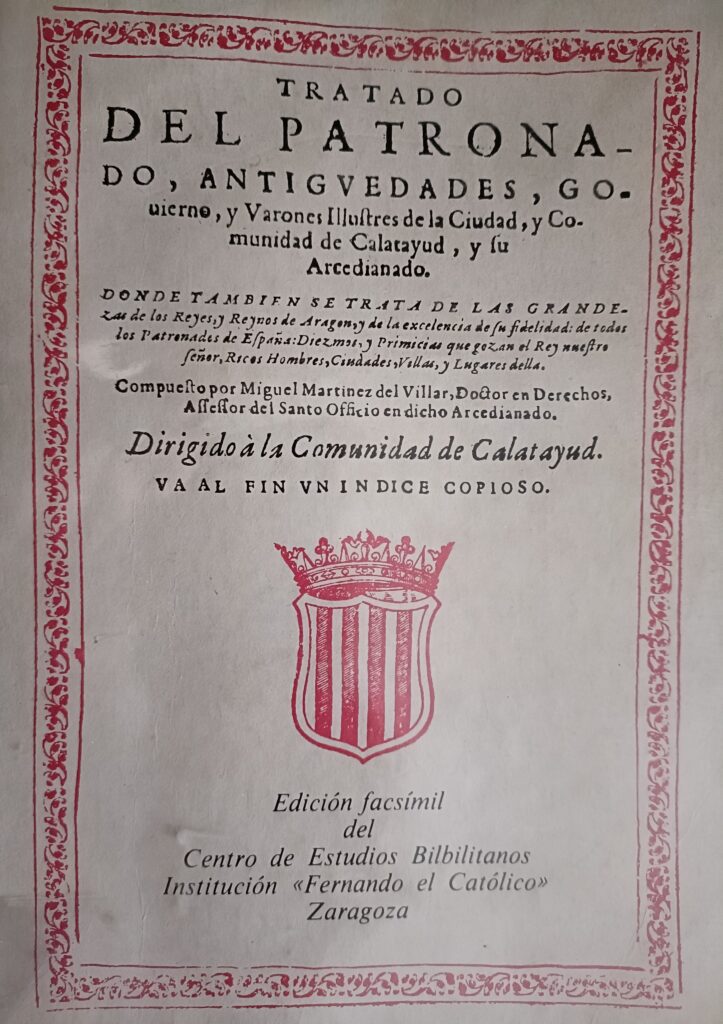 TRATADO
DEL PATRONA-
DO, ANTIGVEDADES, GO-
uierno, y Varones Illuſtres de la Ciudad, y Co-
munidad de Calatayud, y ſu
Arcedianado.
DONDE TAMBIEN SE TRATA DE LAS GRANDE-
zas de los Reyes, y Reynos de Aragon, y de la excelencia de ſu fidelidad: de todos
los Patronados de Eſpaña: Diezmos, y Primicias que gozan el Rey nueſtro
ſeñor, Ricos Hombres, Ciudades, Villas, y Lugares della.
Compueſto por Miguel Martinez del Villar, Doctor en Derechos,
Aſſeſſor del Santo Officio en dicho Arcedianado.
Dirigido à la Comunidad de Calatayud.
VA AL FIN VN INDICE COPIOSO.
Edición facsímil
del
Centro de Estudios Bilbilitanos
Institución «Fernando el Católico»
Zaragoza